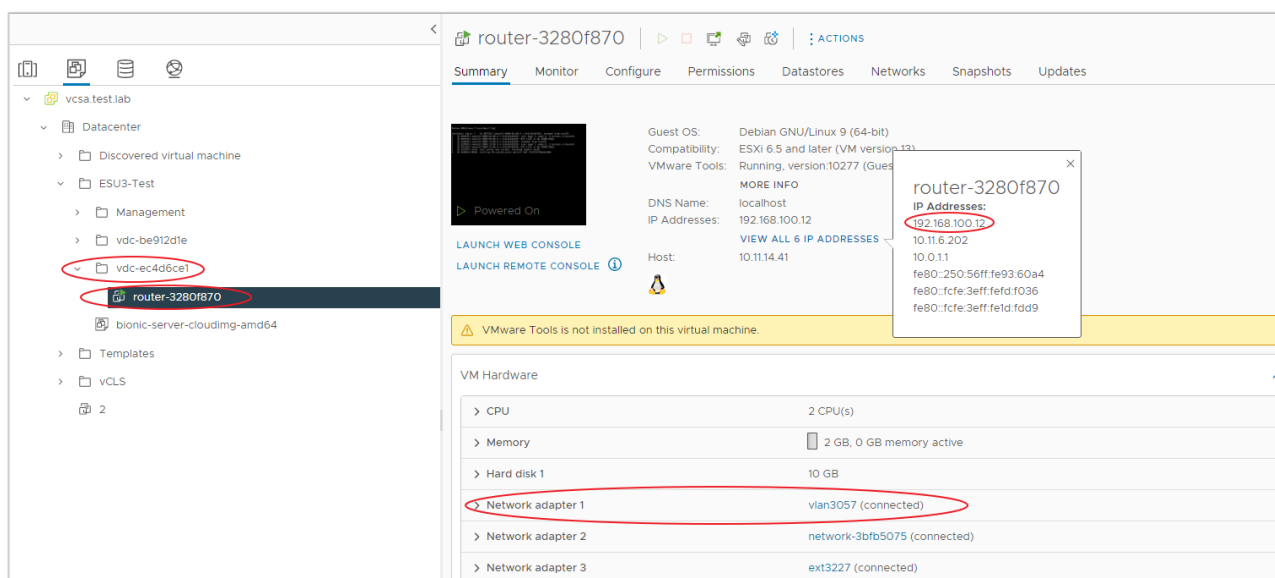 vcsa.test.lab
Datacenter
Discovered virtual machine
ESU3-Test
Management
vdc-be912d1e
vdc-ec4d6ce1
router-3280f870
bionic-server-cloudimg-amd64
Templates
vCLS
2
router-3280f870
ACTIONS
Summary Monitor Configure Permissions Datastores Networks Snapshots Updates
Powered On
LAUNCH WEB CONSOLE
LAUNCH REMOTE CONSOLE
Guest OS: Debian GNU/Linux 9 (64-bit)
Compatibility: ESXi 6.5 and later (VM version 13)
VMware Tools: Running, version:10277 (Gues
MORE INFO
DNS Name: localhost
IP Addresses: 192.168.100.12
VIEW ALL 6 IP ADDRESSES
Host: 10.11.14.41
router-3280f870
IP Addresses:
192.168.100.12
10.11.6.202
10.0.1.1
fe80::250:56ff:fe93:60a4
fe80::fcfe:3eff:fefd:f036
fe80::fcfe:3eff:fe1d:fdd9
VMware Tools is not installed on this virtual machine.
VM Hardware
CPU 2 CPU(s)
Memory 2 GB, 0 GB memory active
Hard disk 1 10 GB
Network adapter 1 vlan3057 (connected)
Network adapter 2 network-3bfb5075 (connected)
Network adapter 3 ext3227 (connected)